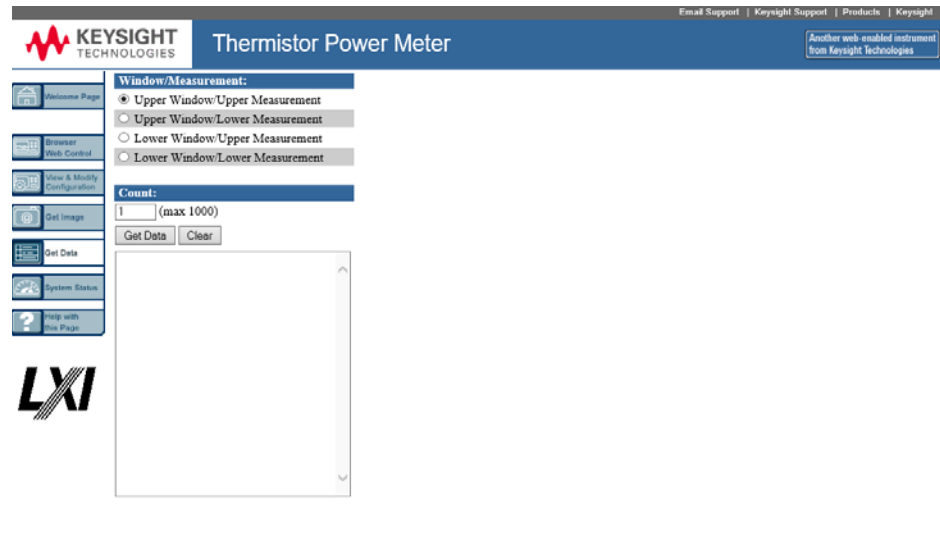 Email Support | Keysight Support | Products | Keysight
KEYSIGHT
TECHNOLOGIES
Thermistor Power Meter
Another web-enabled instrument
from Keysight Technologies
Welcome Page
Browser
Web Control
View & Modify
Configuration
Get Image
Get Data
System Status
Help with
this Page
LXI
Window/Measurement:
Upper Window/Upper Measurement
Upper Window/Lower Measurement
Lower Window/Upper Measurement
Lower Window/Lower Measurement
Count:
1 (max 1000)
Get Data Clear